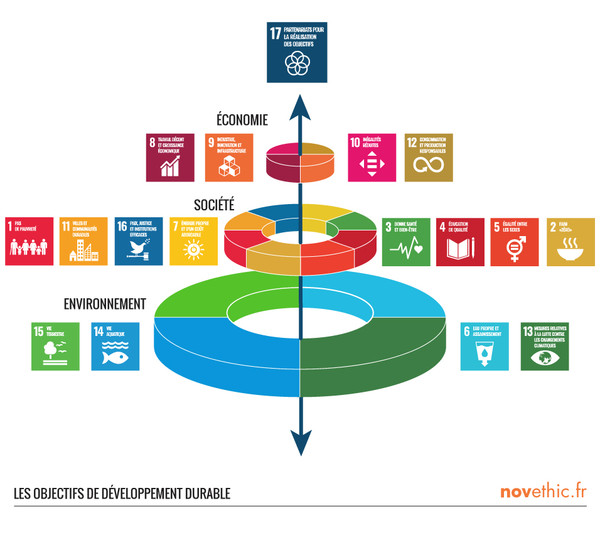 17 PARTENARIATS POUR
LA RÉALISATION
DES OBJECTIFS
ÉCONOMIE
8 TRAVAIL DÉCENT
ET CROISSANCE
ÉCONOMIQUE
9 INDUSTRIE,
INNOVATION ET
INFRASTRUCTURE
10 INÉGALITÉS
RÉDUITES
12 CONSOMMATION
ET PRODUCTION
RESPONSABLES
SOCIÉTÉ
1 PAS
DE PAUVRETÉ
11 VILLES ET
COMMUNAUTÉS
DURABLES
16 PAIX, JUSTICE
ET INSTITUTIONS
EFFICACES
7 ÉNERGIE PROPRE
ET D'UN COÛT
ABORDABLE
3 BONNE SANTÉ
ET BIEN-ÊTRE
4 ÉDUCATION
DE QUALITÉ
5 ÉGALITÉ ENTRE
LES SEXES
2 FAIM
«ZÉRO»
ENVIRONNEMENT
15 VIE
TERRESTRE
14 VIE
AQUATIQUE
6 EAU PROPRE ET
ASSAINISSEMENT
13 MESURES RELATIVES
À LA LUTTE CONTRE
LES CHANGEMENTS
CLIMATIQUES
LES OBJECTIFS DE DÉVELOPPEMENT DURABLE
novethic.fr